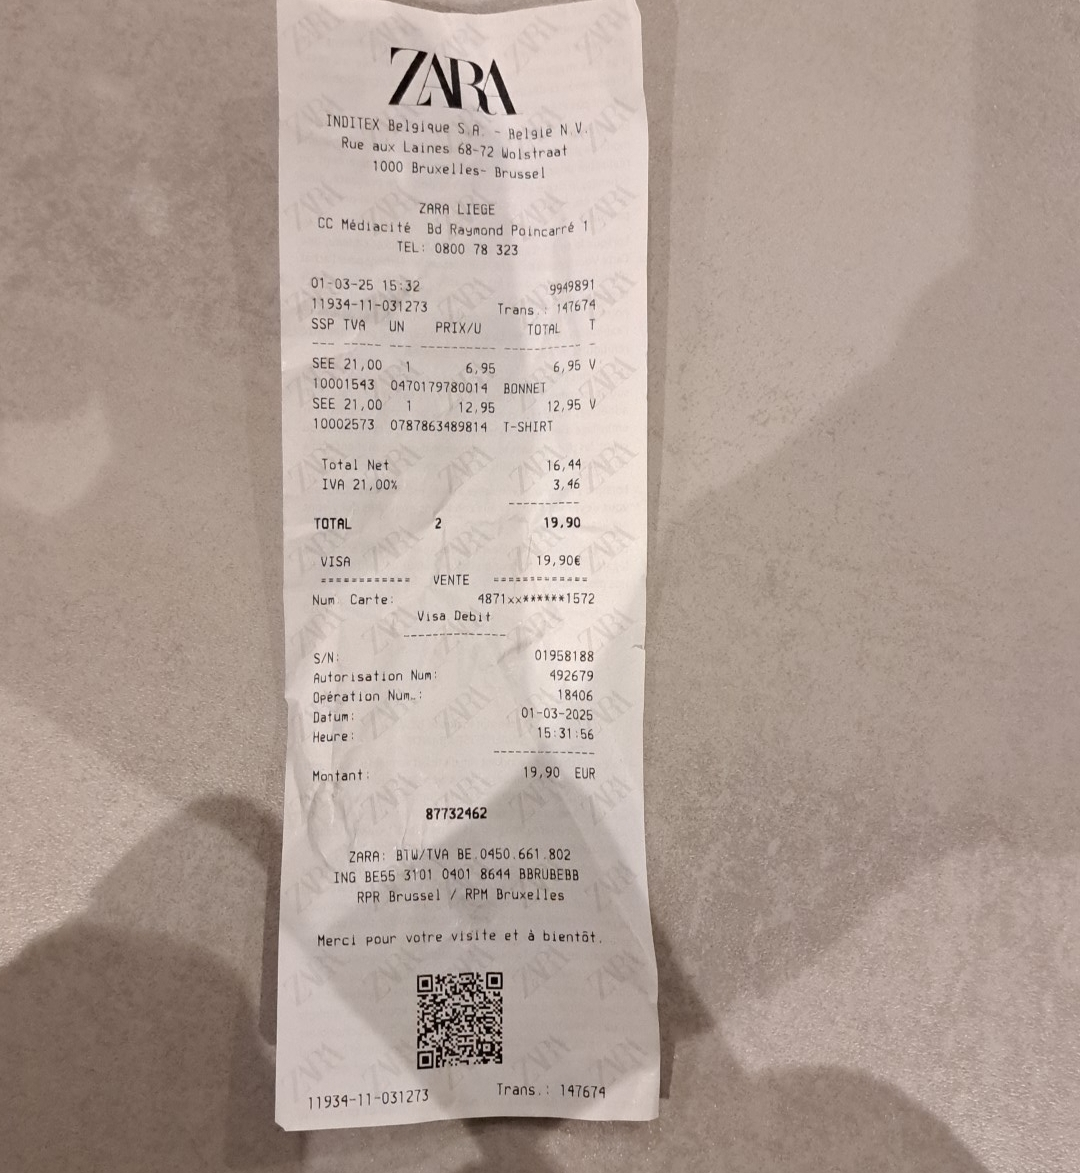 ZARA
INDITEX Belgique S.A. - België N.V.
Rue aux Laines 68-72 Wolstraat
1000 Bruxelles- Brussel
ZARA LIEGE
CC Médiacité Bd Raymond Poincarré 1
TEL: 0800 78 323
01-03-25 15:32 9949891
11934-11-031273 Trans.: 147674
SSP TVA UN PRIX/U TOTAL T
--- --- --- ---------- ---------- -
SEE 21,00 1 6,95 6,95 V
10001543 0470179780014 BONNET
SEE 21,00 1 12,95 12,95 V
10002573 0787863489814 T-SHIRT
Total Net 16,44
IVA 21,00% 3,46
----------
TOTAL 2 19,90
VISA 19,90€
============ VENTE ============
Num Carte: 4871xx******1572
Visa Debit
-------------
S/N: 01958188
Autorisation Num: 492679
Opération Num.: 18406
Datum: 01-03-2025
Heure: 15:31:56
-------------
Montant: 19,90 EUR
87732462
ZARA: BTW/TVA BE.0450.661.802
ING BE55 3101 0401 8644 BBRUBEBB
RPR Brussel / RPM Bruxelles
Merci pour votre visite et à bientôt.
11934-11-031273 Trans.: 147674